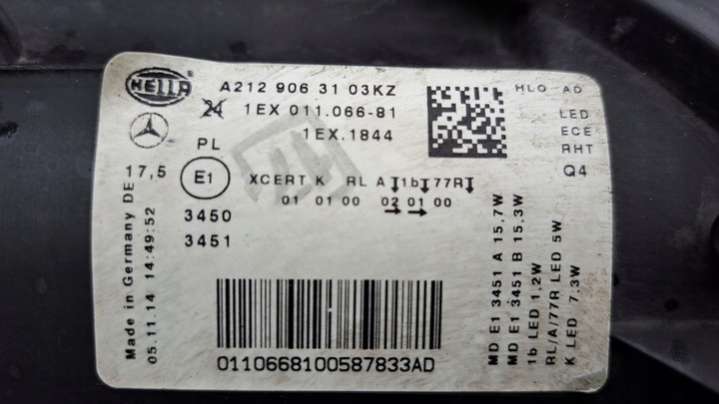 HELLA
A212 906 31 03KZ
24 1EX 011.066-81
1EX.1844
HLO-AD
LED
ECE
RHT
Q4
PL
17,5
E1
XCERT K RL A 1b 77R
01 01 00 02 01 00
3450
3451
Made in Germany DE
05.11.14 14:49:52
MD E1 3451 A 15,7W
MD E1 3451 B 15,3W
1b LED 1,2W
RL/A/77R LED 5W
K LED 7,3W
0110668100587833AD